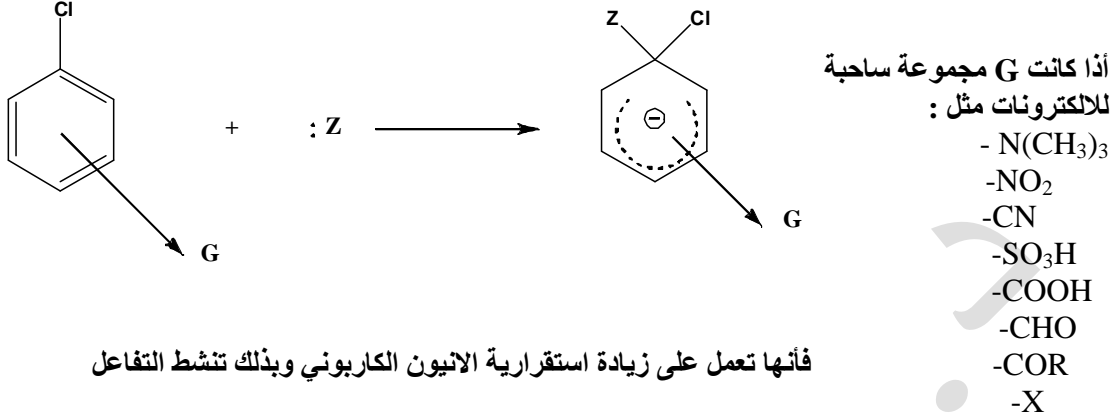 Cl
Z Cl
+ : Z
G
G
أذا كانت G مجموعة ساحبة
للالكترونات مثل :
- N(CH₃)₃
-NO₂
-CN
-SO₃H
-COOH
-CHO
-COR
-X
فأنها تعمل على زيادة استقرارية الانيون الكاربوني وبذلك تنشط التفاعل